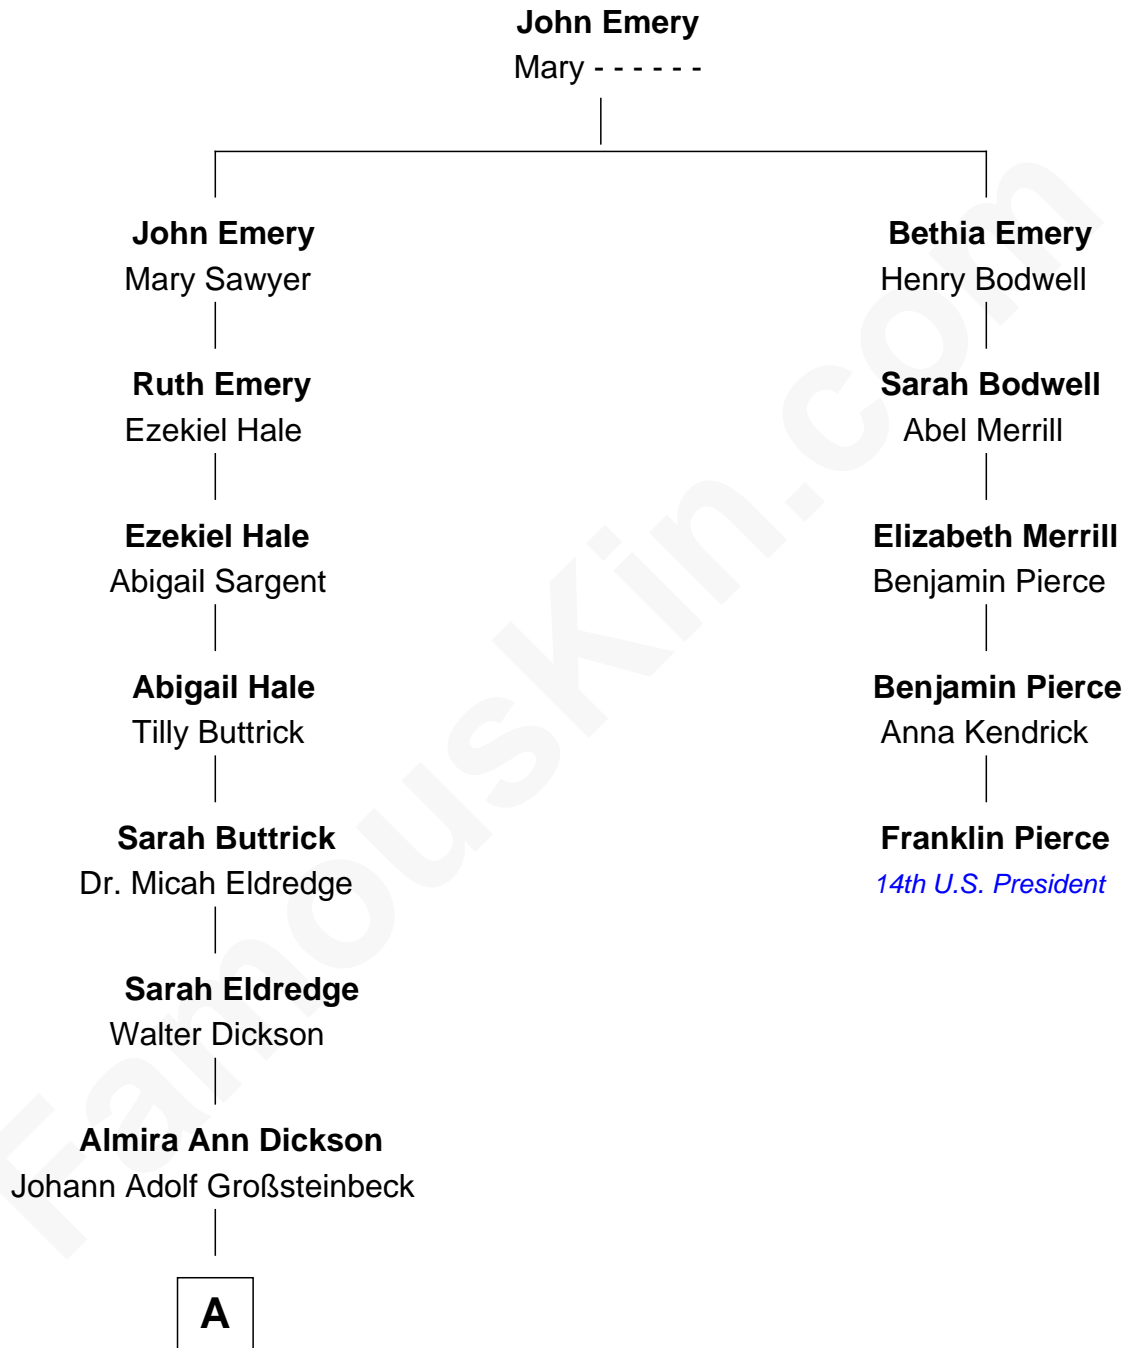 John Emery
Mary - - - - - -
John Emery
Mary Sawyer
Bethia Emery
Henry Bodwell
Ruth Emery
Ezekiel Hale
Sarah Bodwell
Abel Merrill
Ezekiel Hale
Abigail Sargent
Elizabeth Merrill
Benjamin Pierce
Abigail Hale
Tilly Buttrick
Benjamin Pierce
Anna Kendrick
Sarah Buttrick
Dr. Micah Eldredge
Franklin Pierce
14th U.S. President
Sarah Eldredge
Walter Dickson
Almira Ann Dickson
Johann Adolf Großsteinbeck
A
FamousKin.com